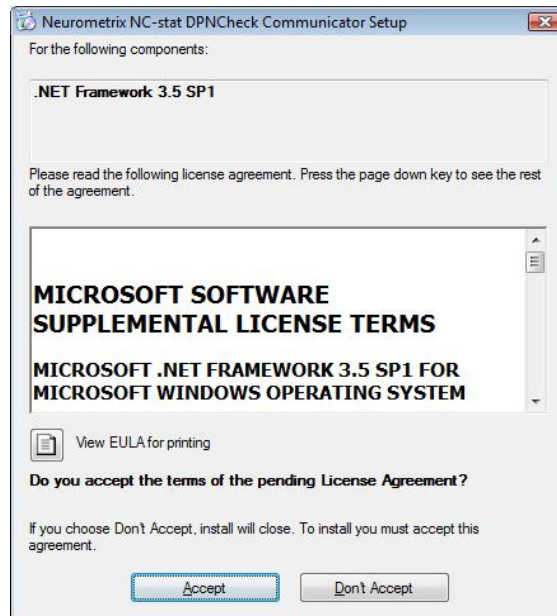 Neurometrix NC-stat DPNCheck Communicator Setup
For the following components:
.NET Framework 3.5 SP1
Please read the following license agreement. Press the page down key to see the rest
of the agreement.
MICROSOFT SOFTWARE
SUPPLEMENTAL LICENSE TERMS
MICROSOFT .NET FRAMEWORK 3.5 SP1 FOR
MICROSOFT WINDOWS OPERATING SYSTEM
View EULA for printing
Do you accept the terms of the pending License Agreement?
If you choose Don't Accept, install will close. To install you must accept this
agreement.
Accept
Don't Accept